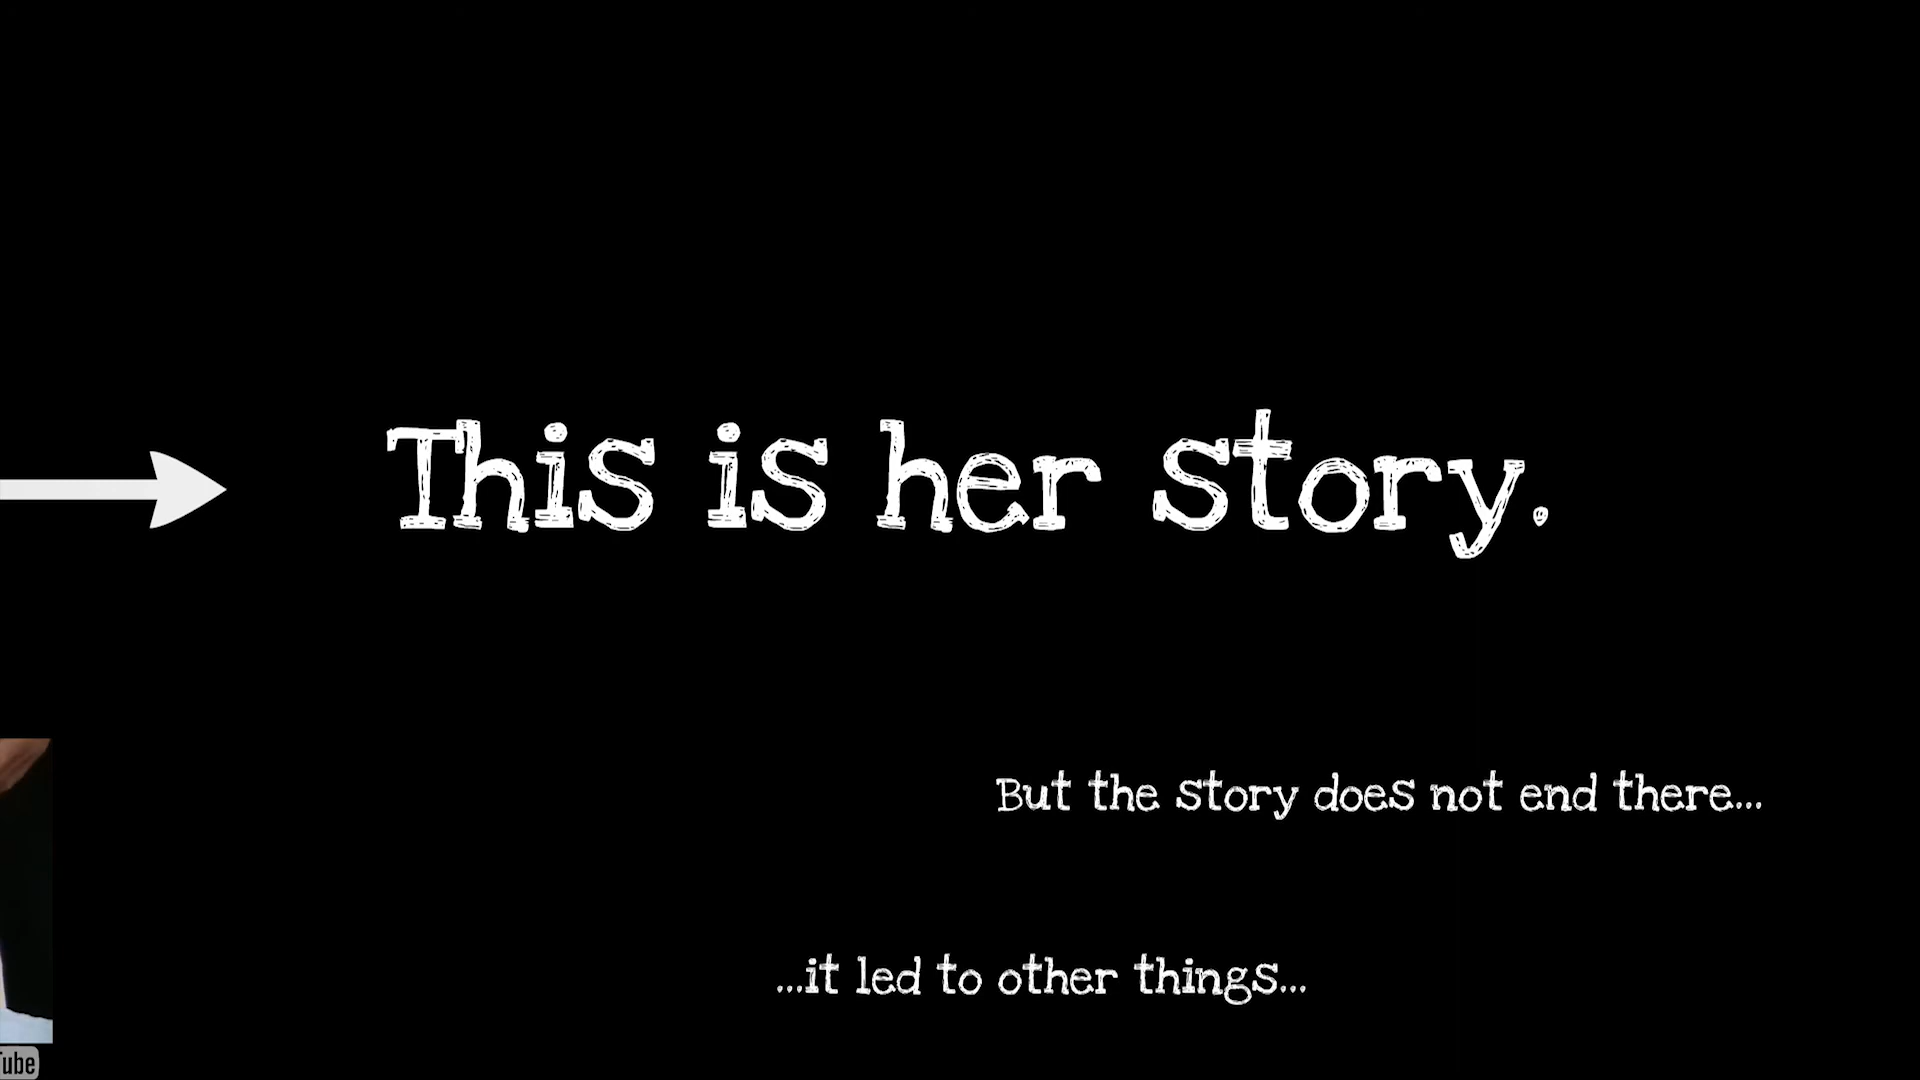 This is her story.
But the story does not end there...
...it led to other things...
Tube